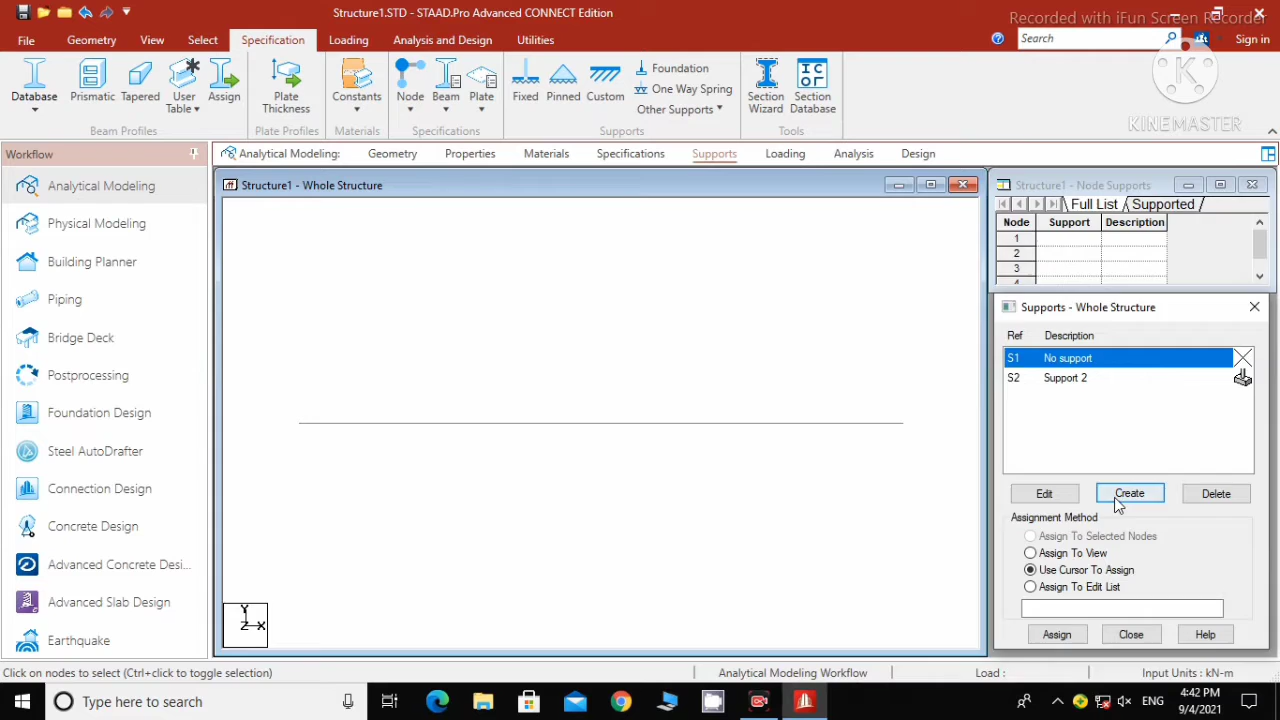 Structure1.STD - STAAD.Pro Advanced CONNECT Edition
Recorded with iFun Screen Recorder
File Geometry View Select Specification Loading Analysis and Design Utilities
Search
Sign in
Database
Prismatic
Tapered
User Table
Assign
Beam Profiles
Plate Thickness
Plate Profiles
Constants
Materials
Node
Beam
Plate
Specifications
Fixed
Pinned
Custom
Foundation
One Way Spring
Other Supports
Supports
Section Wizard
Section Database
Tools
K
KINEMASTER
Workflow
Analytical Modeling: Geometry Properties Materials Specifications Supports Loading Analysis Design
Analytical Modeling
Physical Modeling
Building Planner
Piping
Bridge Deck
Postprocessing
Foundation Design
Steel AutoDrafter
Connection Design
Concrete Design
Advanced Concrete Desi...
Advanced Slab Design
Earthquake
Structure1 - Whole Structure
Y
Z X
Structure1 - Node Supports
Full List Supported
Node Support Description
1
2
3
4
Supports - Whole Structure
Ref Description
S1 No support
S2 Support 2
Edit Create Delete
Assignment Method
Assign To Selected Nodes
Assign To View
Use Cursor To Assign
Assign To Edit List
Assign Close Help
Click on nodes to select (Ctrl+click to toggle selection)
Analytical Modeling Workflow
Load :
Input Units : kN-m
Type here to search
ENG
4:42 PM
9/4/2021